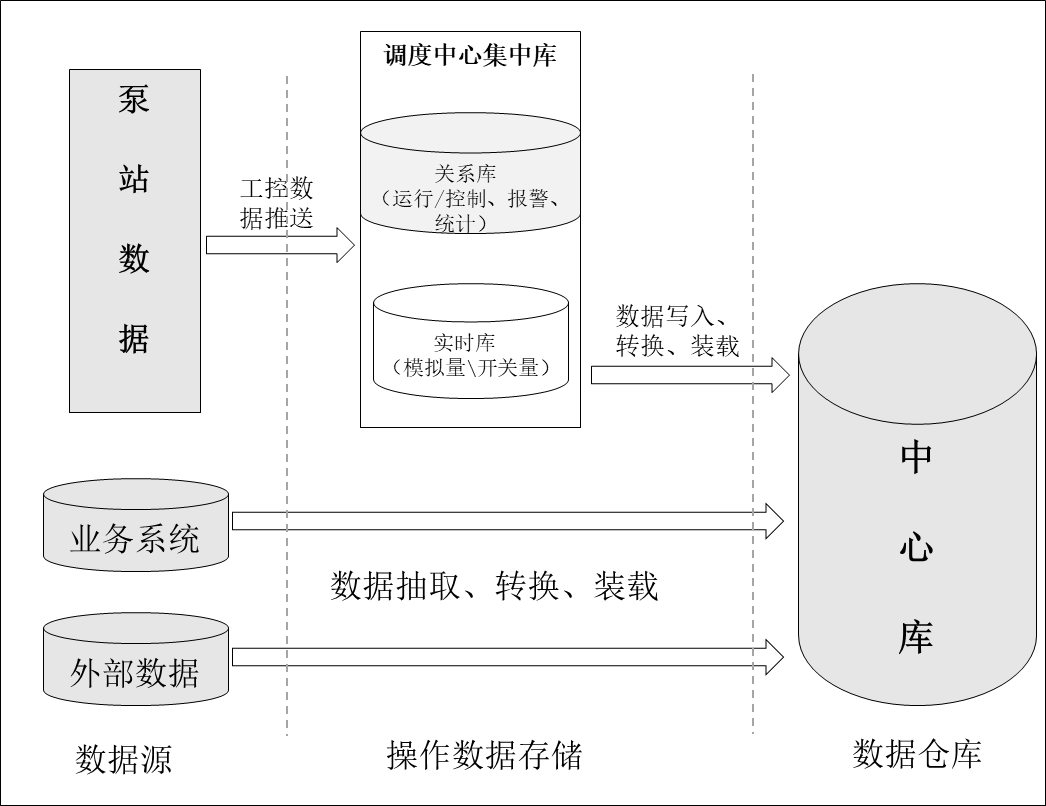 调度中心集中库
泵
站
数
据
工控数
据推送
关系库
（运行/控制、报警、
统计）
实时库
（模拟量\开关量）
数据写入、
转换、装载
中
心
库
业务系统
数据抽取、转换、装载
外部数据
数据源
操作数据存储
数据仓库